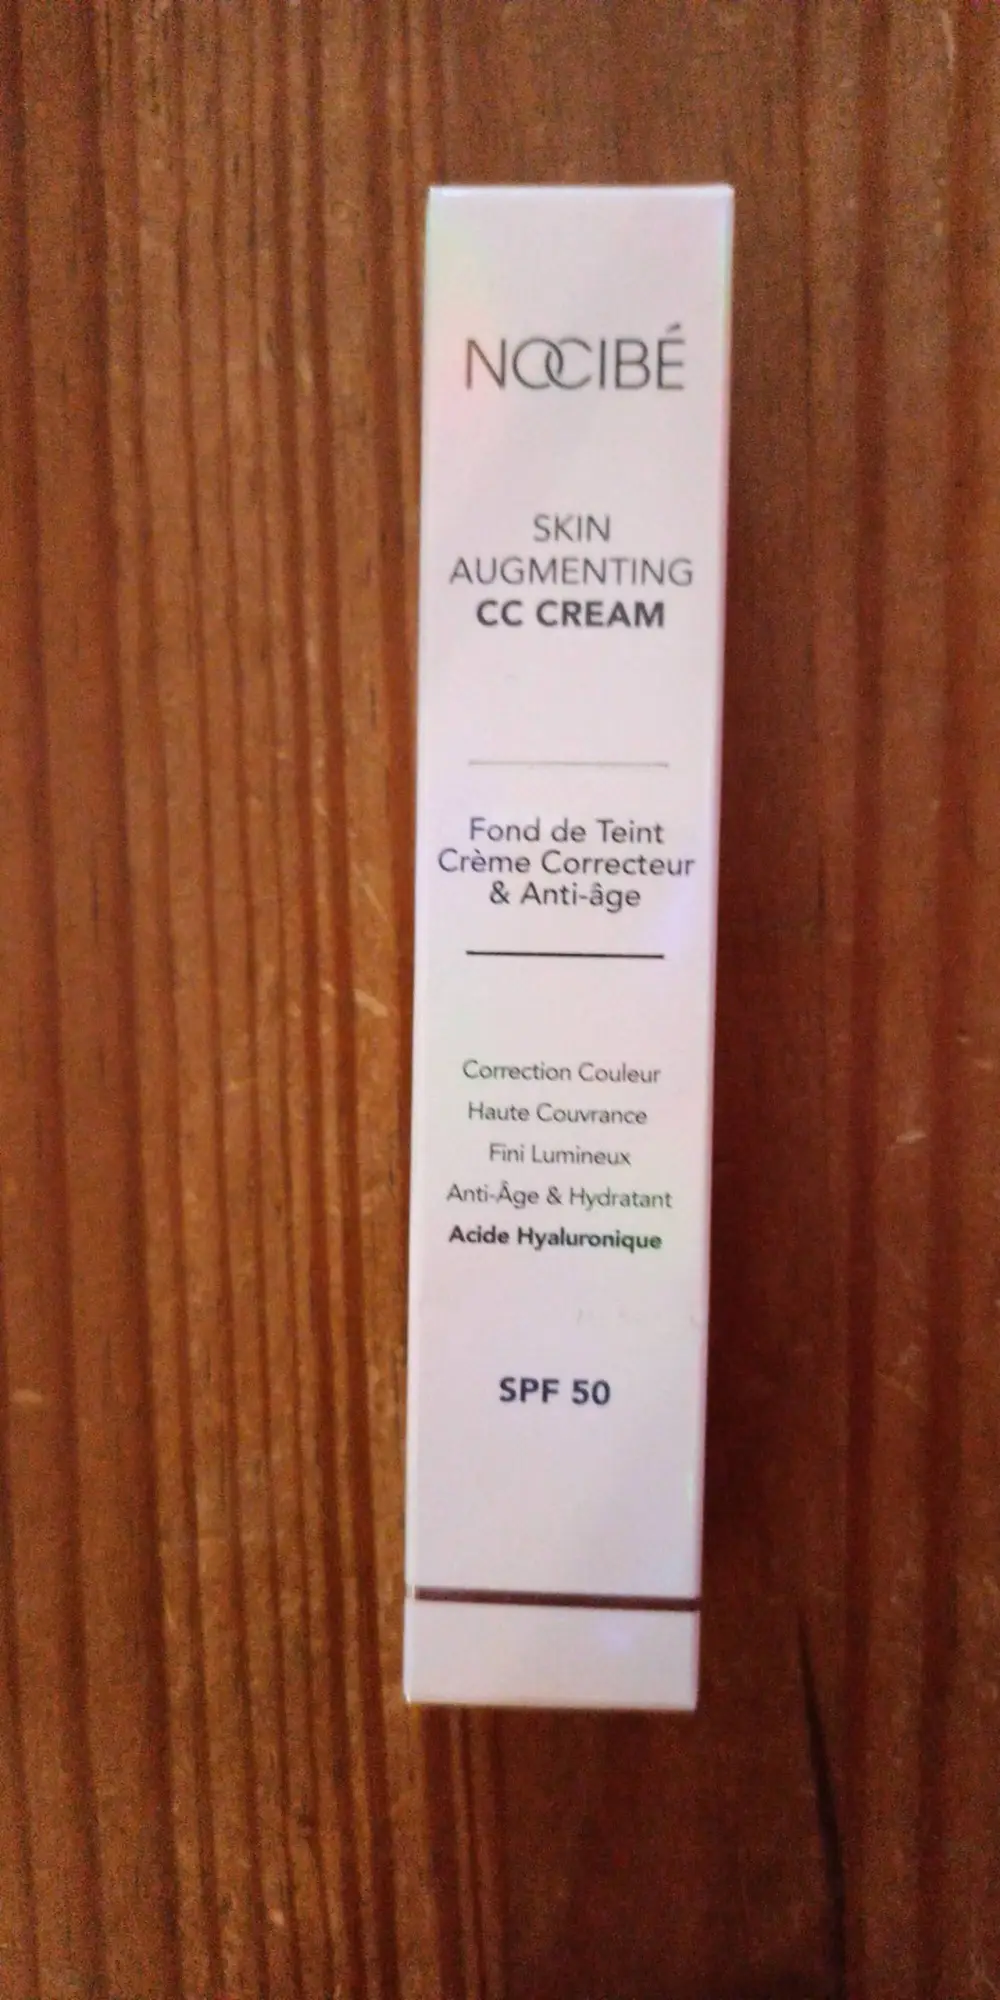 NOCIBÉ
SKIN
AUGMENTING
CC CREAM
Fond de Teint
Crème Correcteur
& Anti-âge
Correction Couleur
Haute Couvrance
Fini Lumineux
Anti-Âge & Hydratant
Acide Hyaluronique
SPF 50